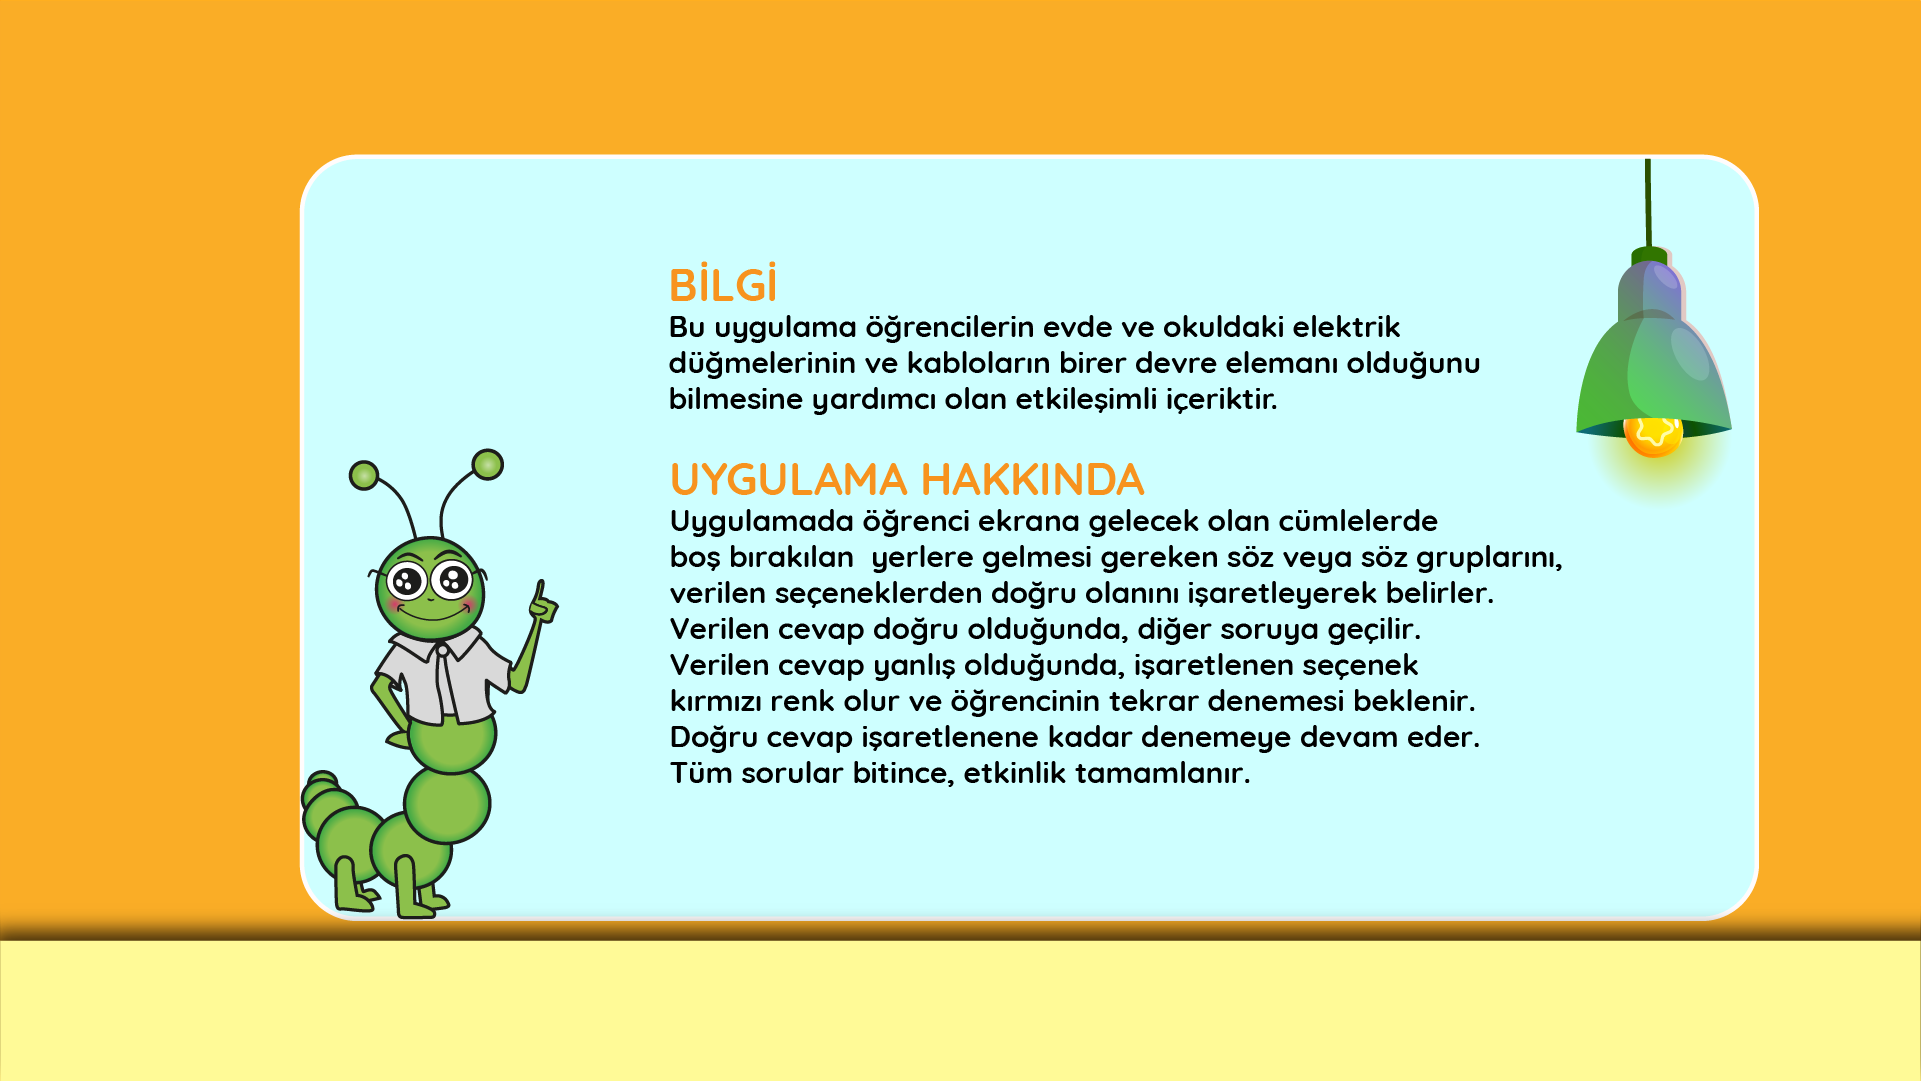 BİLGİ
Bu uygulama öğrencilerin evde ve okuldaki elektrik
düğmelerinin ve kabloların birer devre elemanı olduğunu
bilmesine yardımcı olan etkileşimli içeriktir.
UYGULAMA HAKKINDA
Uygulamada öğrenci ekrana gelecek olan cümlelerde
boş bırakılan  yerlere gelmesi gereken söz veya söz gruplarını,
verilen seçeneklerden doğru olanını işaretleyerek belirler.
Verilen cevap doğru olduğunda, diğer soruya geçilir.
Verilen cevap yanlış olduğunda, işaretlenen seçenek
kırmızı renk olur ve öğrencinin tekrar denemesi beklenir.
Doğru cevap işaretlenene kadar denemeye devam eder.
Tüm sorular bitince, etkinlik tamamlanır.